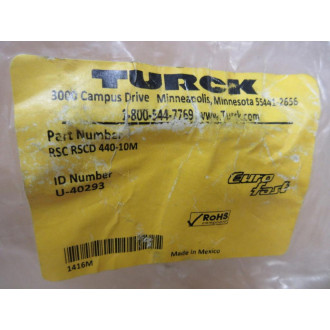 TURCK
3000 Campus Drive Minneapolis, Minnesota 55441-2656
1-800-544-7769 www.Turck.com
Part Number
RSC RSCD 440-10M
ID Number
U-40293
Euro fast
RoHS
1416M
Made in Mexico